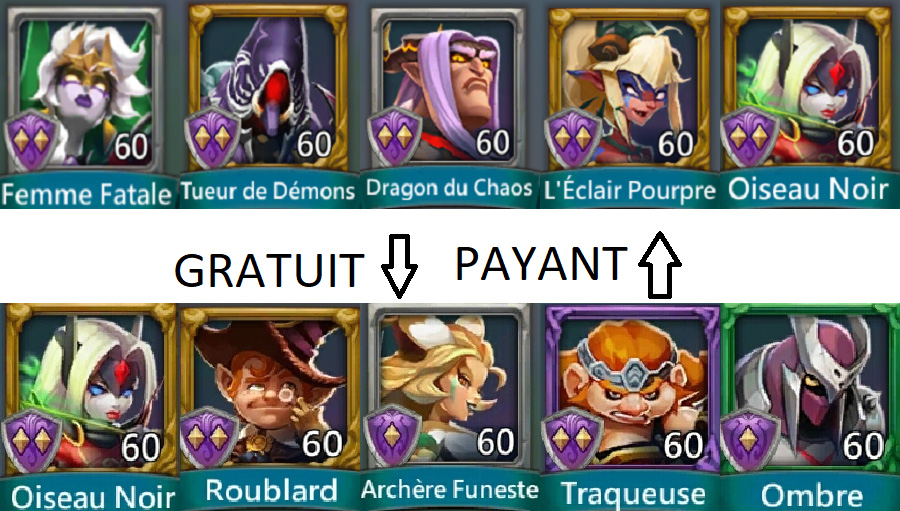 60 60 60 60 60
Femme Fatale Tueur de Démons Dragon du Chaos L'Éclair Pourpre Oiseau Noir
GRATUIT PAYANT
60 60 60 60 60
Oiseau Noir Roublard Archère Funeste Traqueuse Ombre